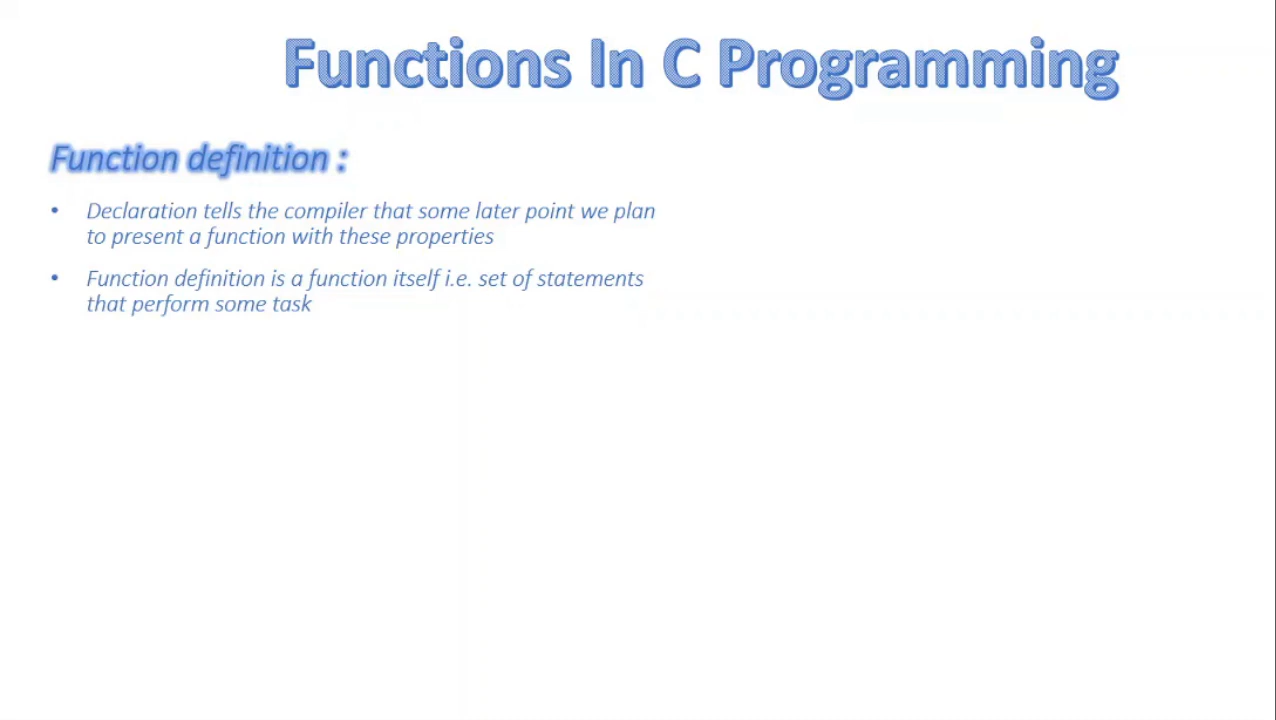 Functions In C Programming
Function definition :
• Declaration tells the compiler that some later point we plan
to present a function with these properties
• Function definition is a function itself i.e. set of statements
that perform some task